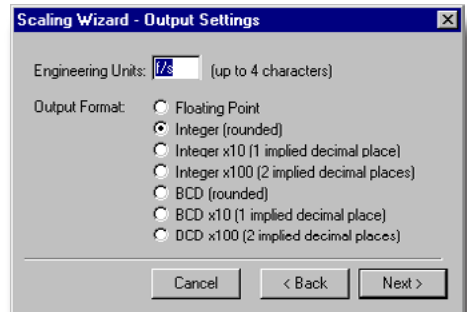 Scaling Wizard - Output Settings
Engineering Units: f/s (up to 4 characters)
Output Format: Floating Point
Integer (rounded)
Integer x10 (1 implied decimal place)
Integer x100 (2 implied decimal places)
BCD (rounded)
BCD x10 (1 implied decimal place)
BCD x100 (2 implied decimal places)
Cancel < Back Next >